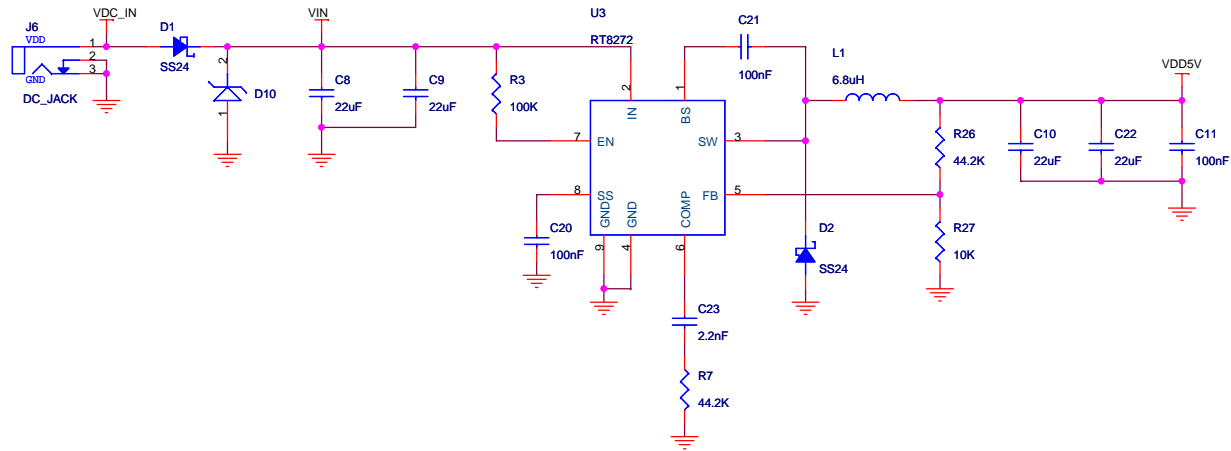 VDC_IN
VIN
U3
C21
J6
D1
VDD
1
2
3
GND
SS24
RT8272
L1
6.8uH
VDD5V
DC_JACK
2
D10
1
C8
22uF
C9
22uF
R3
100K
2
IN
1
BS
100nF
7
EN
SW
3
R26
44.2K
C10
22uF
C22
22uF
C11
100nF
8
SS
FB
5
GND
GND
COMP
9
4
6
C20
100nF
D2
SS24
R27
10K
C23
2.2nF
R7
44.2K